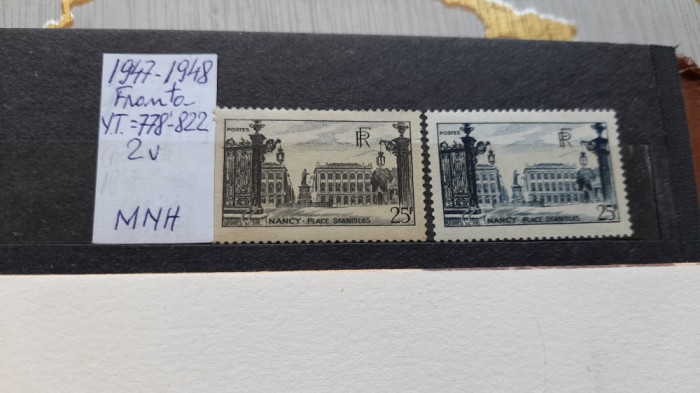 1947-1948
Franta
Y.T.=778-822
2v
MNH
POSTES
RF
NANCY-PLACE STANISLAS
25F
POSTES
RF
NANCY-PLACE STANISLAS
25F